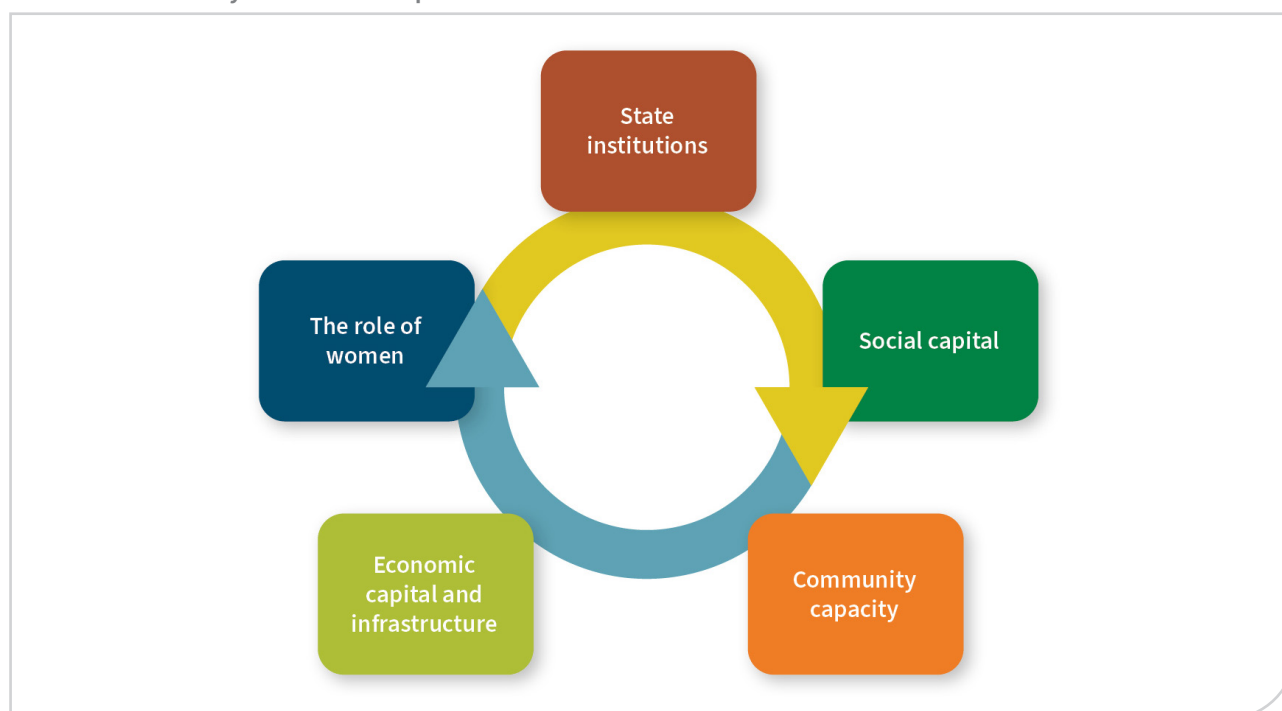 State
institutions
The role of
women
Social capital
Economic
capital and
infrastructure
Community
capacity